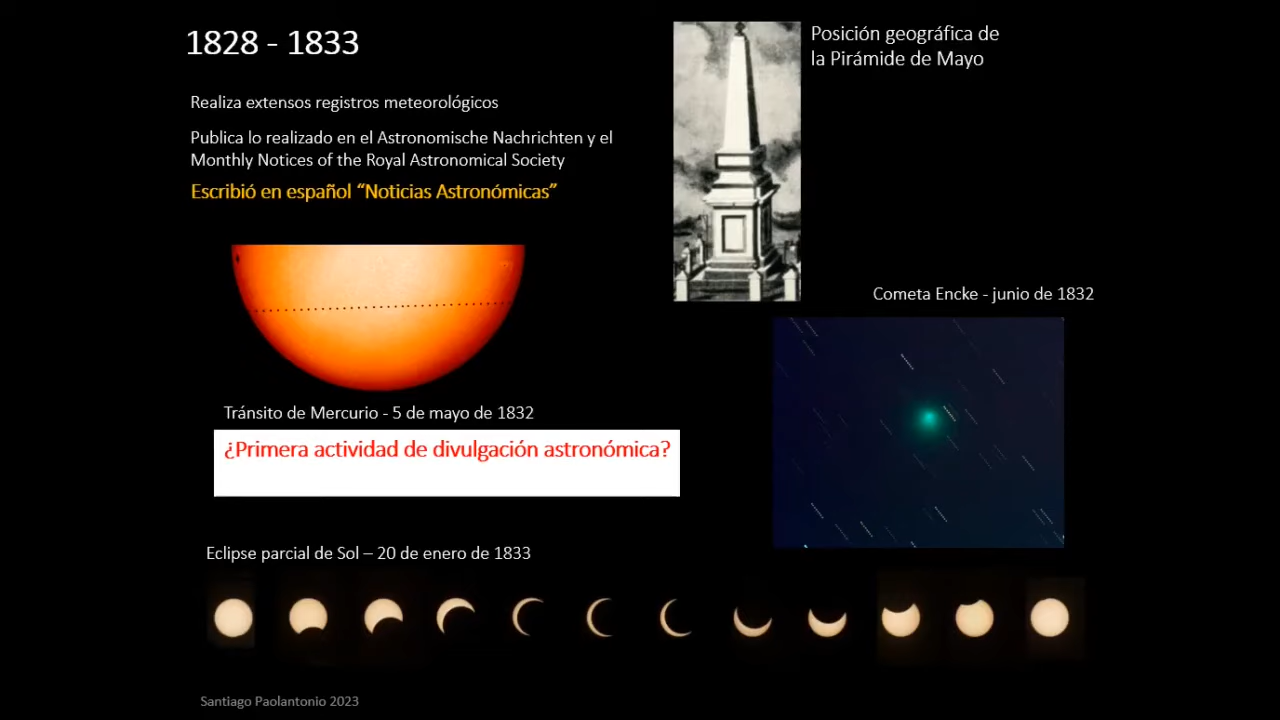 1828 - 1833
Realiza extensos registros meteorológicos
Publica lo realizado en el Astronomische Nachrichten y el
Monthly Notices of the Royal Astronomical Society
Escribió en español “Noticias Astronómicas”
Posición geográfica de
la Pirámide de Mayo
Cometa Encke - junio de 1832
Tránsito de Mercurio - 5 de mayo de 1832
¿Primera actividad de divulgación astronómica?
Eclipse parcial de Sol – 20 de enero de 1833
Santiago Paolantonio 2023